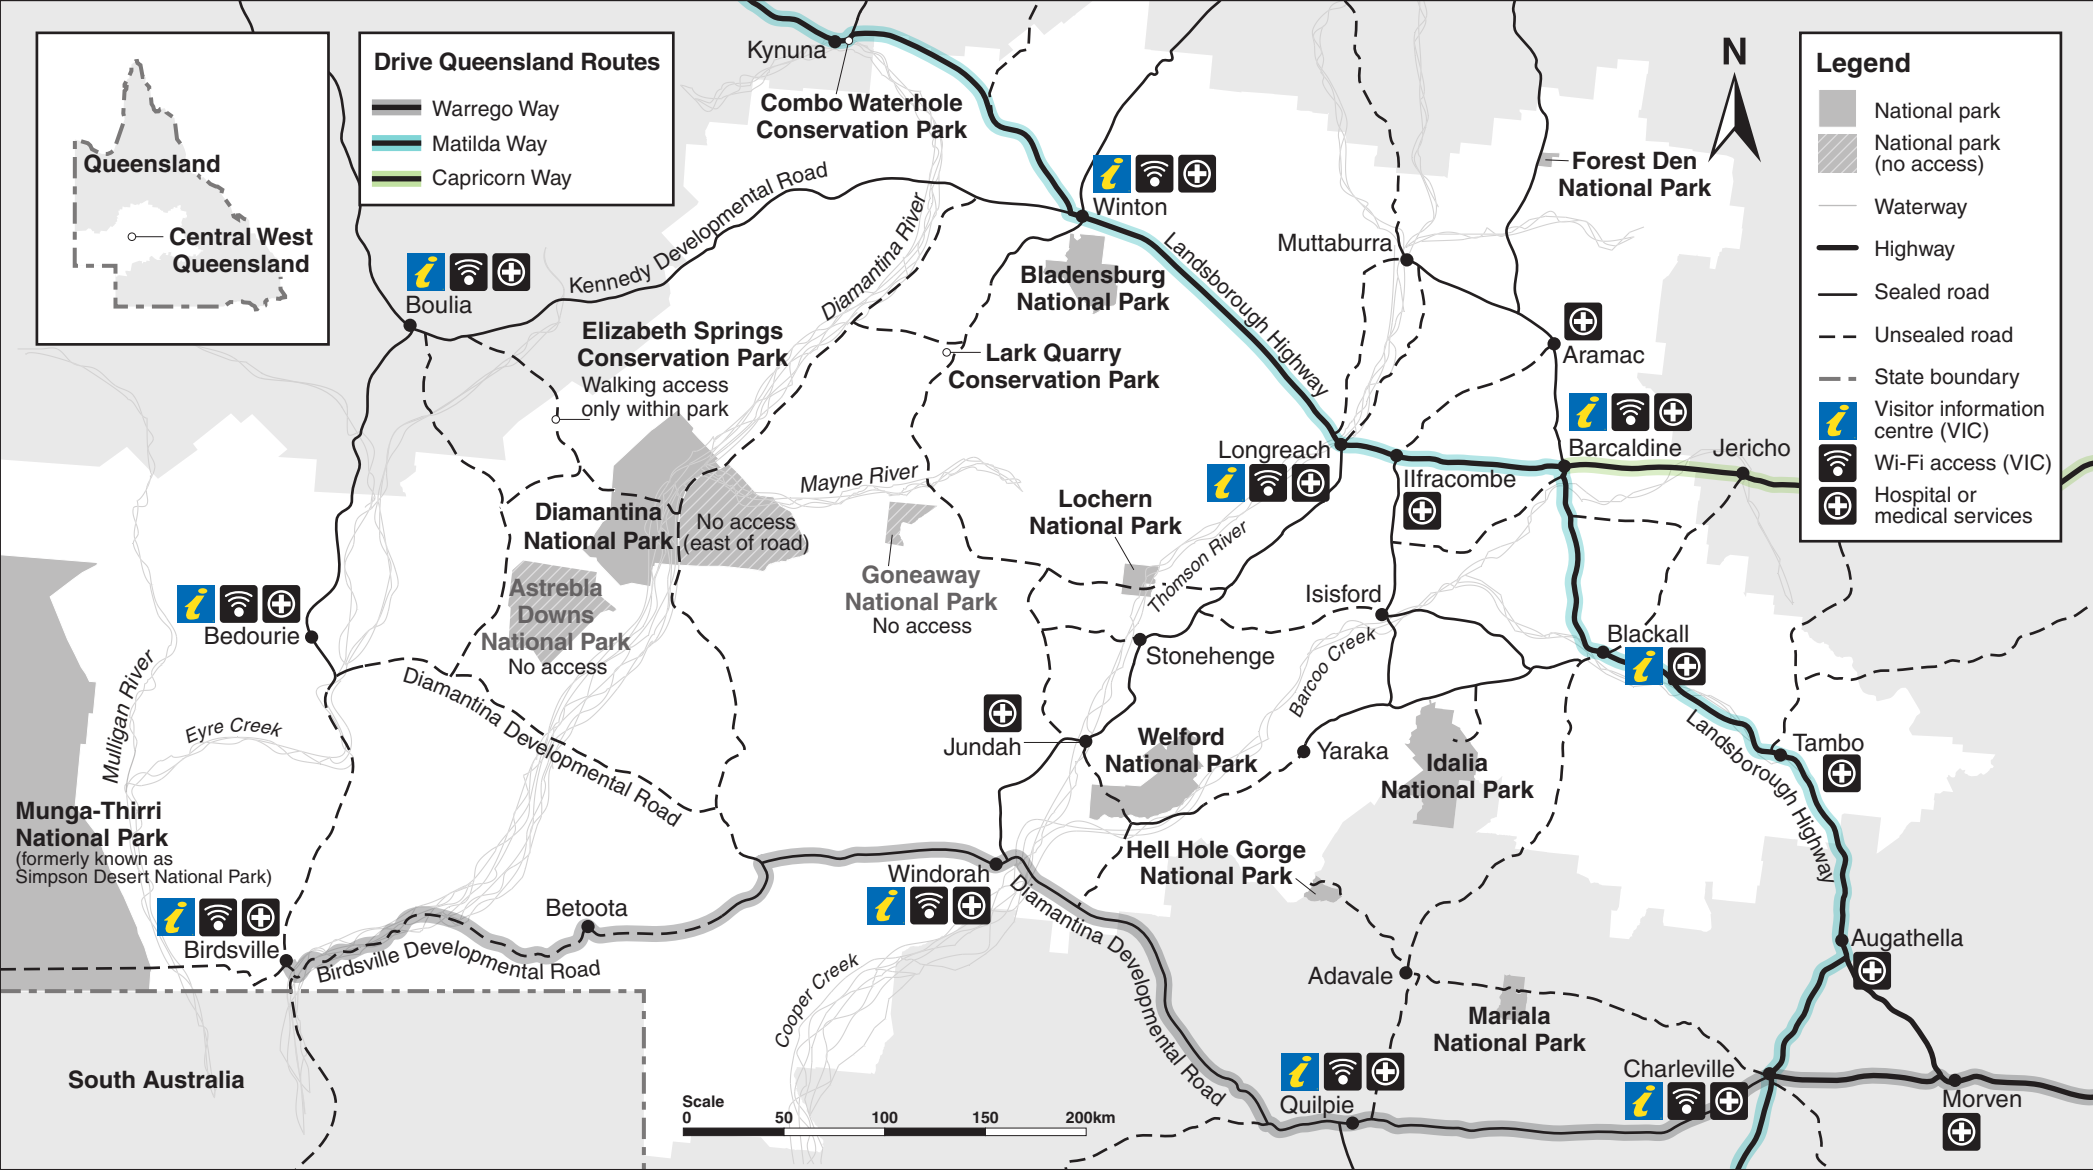 Queensland
Central West
Queensland
Drive Queensland Routes
Warrego Way
Matilda Way
Capricorn Way
Kynuna
Combo Waterhole
Conservation Park
N
Legend
National park
National park
(no access)
Waterway
Highway
Sealed road
Unsealed road
State boundary
Visitor information
centre (VIC)
Wi-Fi access (VIC)
Hospital or
medical services
Forest Den
National Park
Winton
Kennedy Developmental Road
Diamantina River
Landsborough Highway
Muttaburra
Bladensburg
National Park
Boulia
Elizabeth Springs
Conservation Park
Walking access
only within park
Lark Quarry
Conservation Park
Aramac
Barcaldine
Jericho
Longreach
Ilfracombe
Mayne River
Lochern
National Park
Thomson River
Diamantina
National Park
No access
(east of road)
Astrebla
Downs
National Park
No access
Goneaway
National Park
No access
Isisford
Barcoo Creek
Blackall
Bedourie
Stonehenge
Mulligan River
Eyre Creek
Diamantina Developmental Road
Jundah
Welford
National Park
Yaraka
Idalia
National Park
Landsborough Highway
Tambo
Munga-Thirri
National Park
(formerly known as
Simpson Desert National Park)
Hell Hole Gorge
National Park
Windorah
Betoota
Birdsville
Birdsville Developmental Road
Diamantina Developmental Road
Cooper Creek
Adavale
Augathella
Mariala
National Park
South Australia
Quilpie
Charleville
Morven
Scale
0 50 100 150 200km